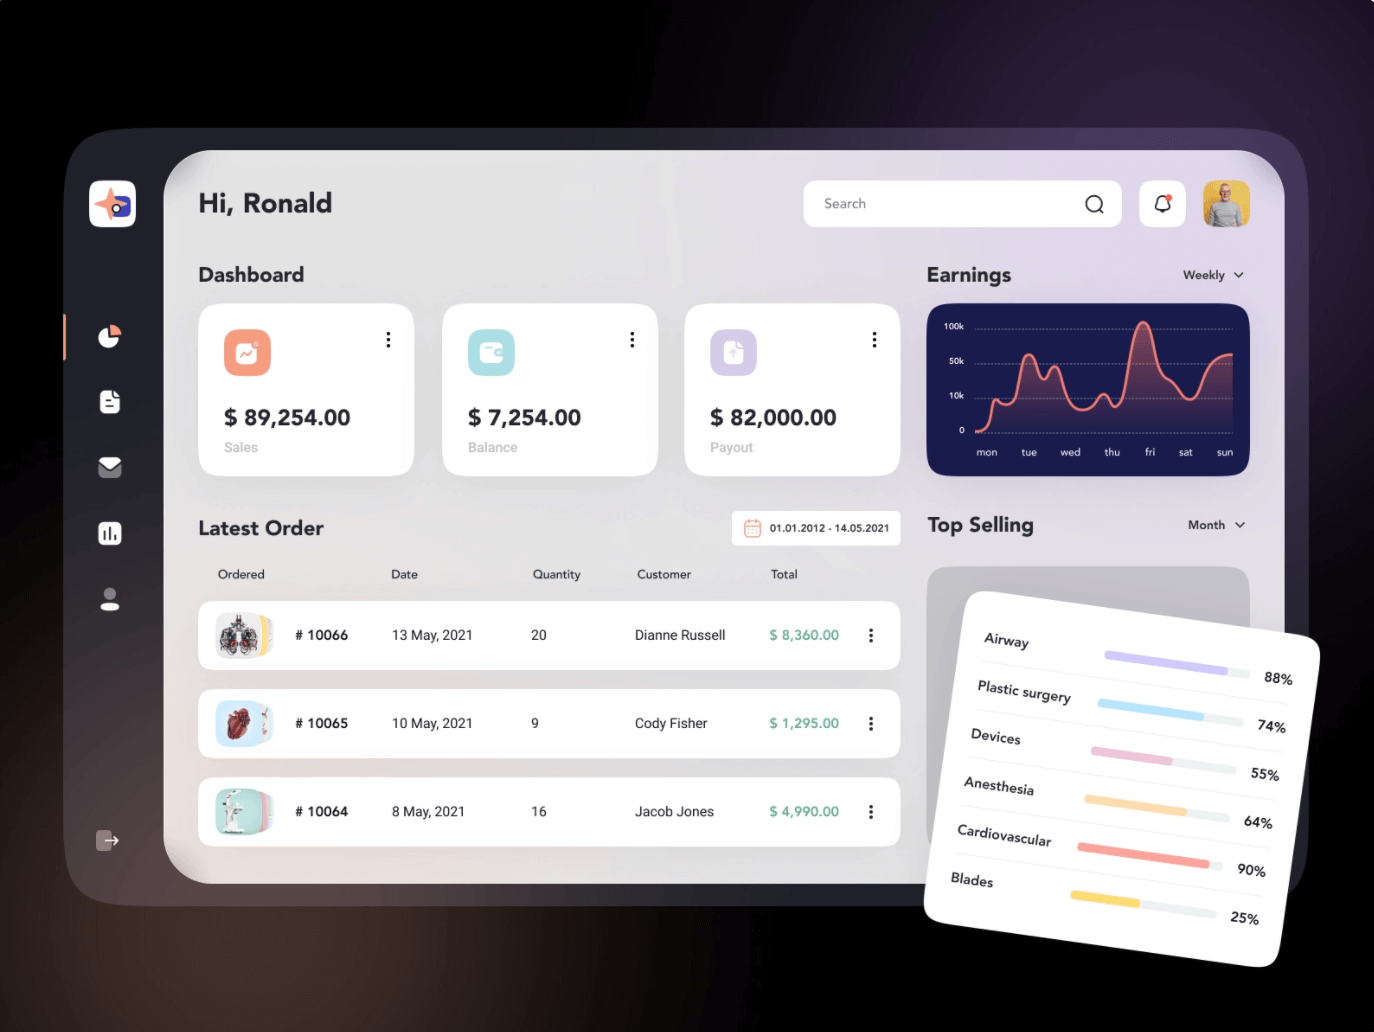 Hi, Ronald
Search
Dashboard
$ 89,254.00
Sales
$ 7,254.00
Balance
$ 82,000.00
Payout
Earnings
Weekly
100k
50k
10k
0
mon tue wed thu fri sat sun
Latest Order
01.01.2012 - 14.05.2021
Ordered Date Quantity Customer Total
# 10066 13 May, 2021 20 Dianne Russell $ 8,360.00
# 10065 10 May, 2021 9 Cody Fisher $ 1,295.00
# 10064 8 May, 2021 16 Jacob Jones $ 4,990.00
Top Selling
Month
Airway 88%
Plastic surgery 74%
Devices 55%
Anesthesia 64%
Cardiovascular 90%
Blades 25%